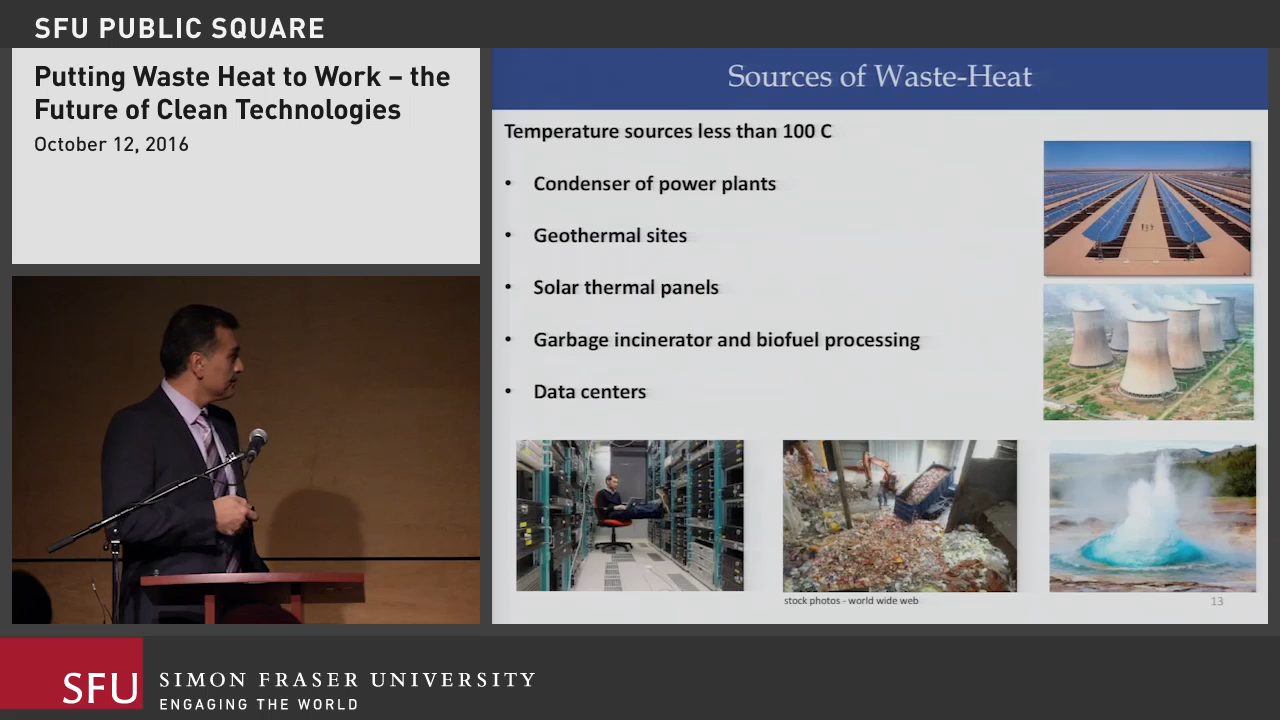 SFU PUBLIC SQUARE
Putting Waste Heat to Work – the
Future of Clean Technologies
October 12, 2016
Sources of Waste-Heat
Temperature sources less than 100 C
• Condenser of power plants
• Geothermal sites
• Solar thermal panels
• Garbage incinerator and biofuel processing
• Data centers
stock photos - world wide web
13
SFU
SIMON FRASER UNIVERSITY
ENGAGING THE WORLD